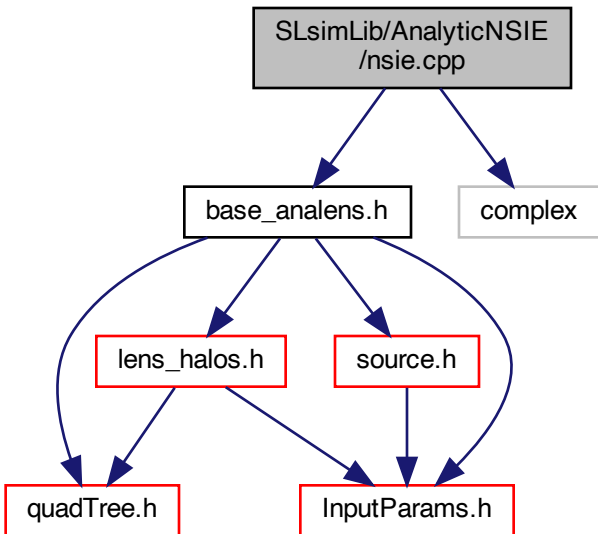 SLsimLib/AnalyticNSIE
/nsie.cpp
base_analens.h
complex
lens_halos.h
source.h
quadTree.h
InputParams.h